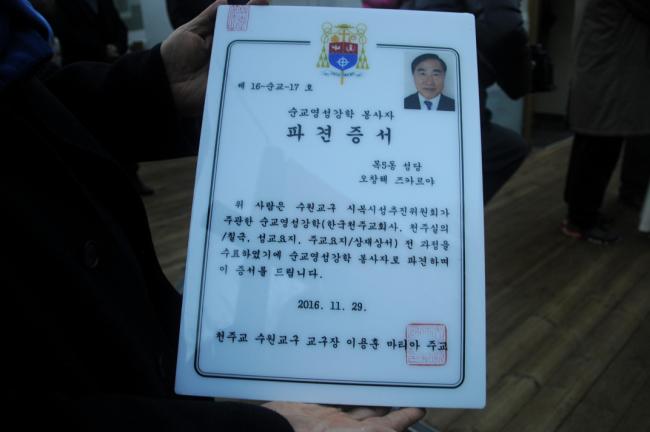 제 16-순교-17 호
순교영성강학 봉사자
파견증서
목5동 성당
오창해 즈카르야
위 사람은 수원교구 시복시성추진위원회가
주관한 순교영성강학(한국천주교회사, 천주실의
/칠극, 성교요지, 주교요지/상재상서) 전 과정을
수료하였기에 순교영성강학 봉사자로 파견하며
이 증서를 드립니다.
2016. 11. 29.
천주교 수원교구 교구장 이용훈 마티아 주교